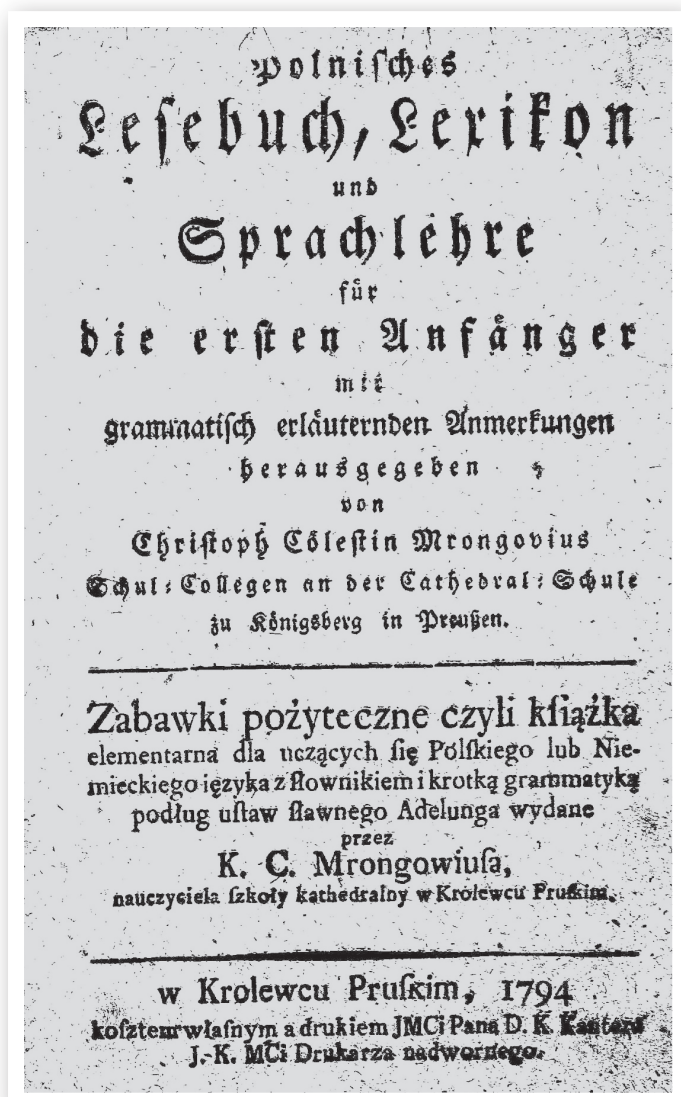 Polniſches
Leſebuch, Lexikon
und
Sprachlehre
für
die erſten Anfänger
mit
grammatiſch erläuternden Anmerkungen
herausgegeben
von
Chriſtoph Cöleſtin Mrongovius
Schul-Collegen an der Cathedral-Schule
zu Königsberg in Preußen.
Zabawki pożyteczne czyli kſiążka
elementarna dla uczących ſię Polſkiego lub Nie-
mieckiego ięzyka z ſłownikiem i krotką grammatyką
podług uſtaw ſławnego Adelunga wydane
przez
K. C. Mrongowiuſa,
nauczyciela ſzkoły kathedralny w Krolewcu Pruſkim.
w Krolewcu Pruſkim, 1794
koſztem właſnym a drukiem JMCi Pana D. K. Kantera
J. K. MCi Drukarza nadwornego.